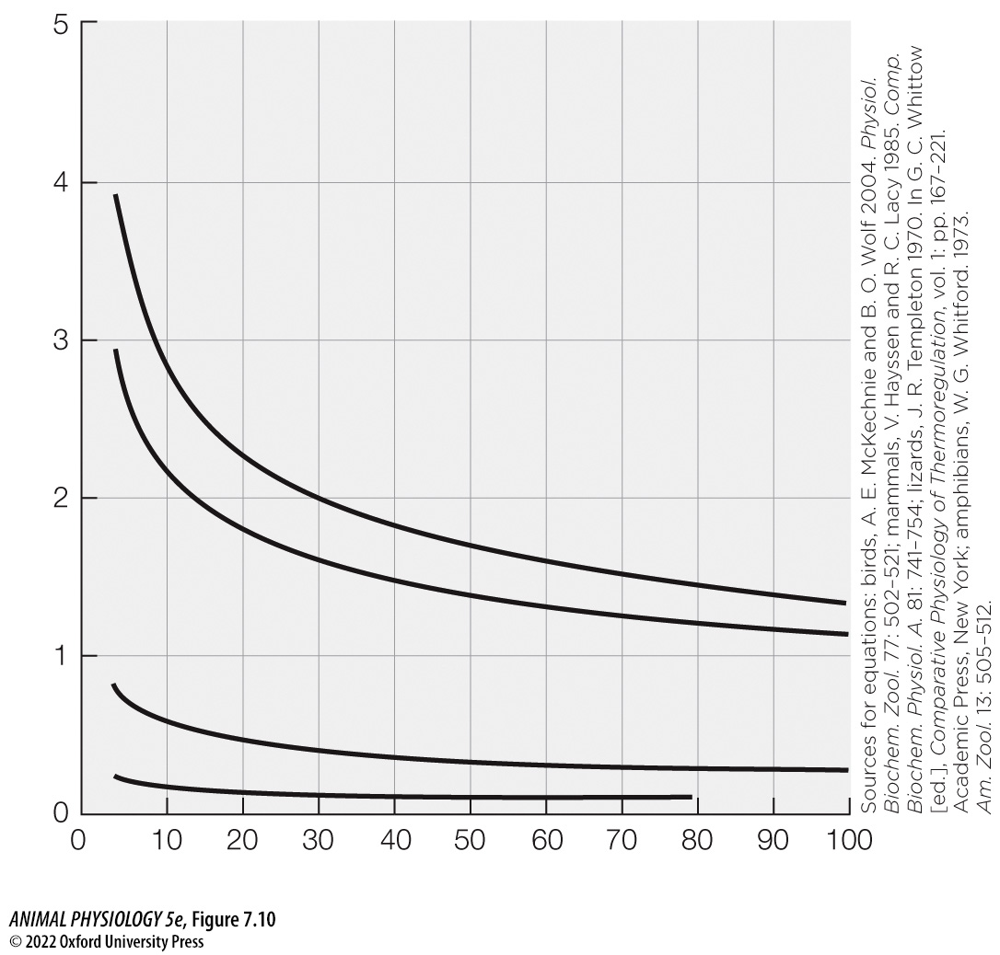 5
4
3
2
1
0
0 10 20 30 40 50 60 70 80 90 100
Sources for equations: birds, A. E. McKechnie and B. O. Wolf 2004. Physiol.
Biochem. Zool. 77: 502–521; mammals, V. Hayssen and R. C. Lacy 1985. Comp.
Biochem. Physiol. A. 81: 741–754; lizards, J. R. Templeton 1970. In G. C. Whittow
[ed.], Comparative Physiology of Thermoregulation, vol. 1: pp. 167–221.
Academic Press, New York; amphibians, W. G. Whitford. 1973.
Am. Zool. 13: 505–512.
ANIMAL PHYSIOLOGY 5e, Figure 7.10
© 2022 Oxford University Press